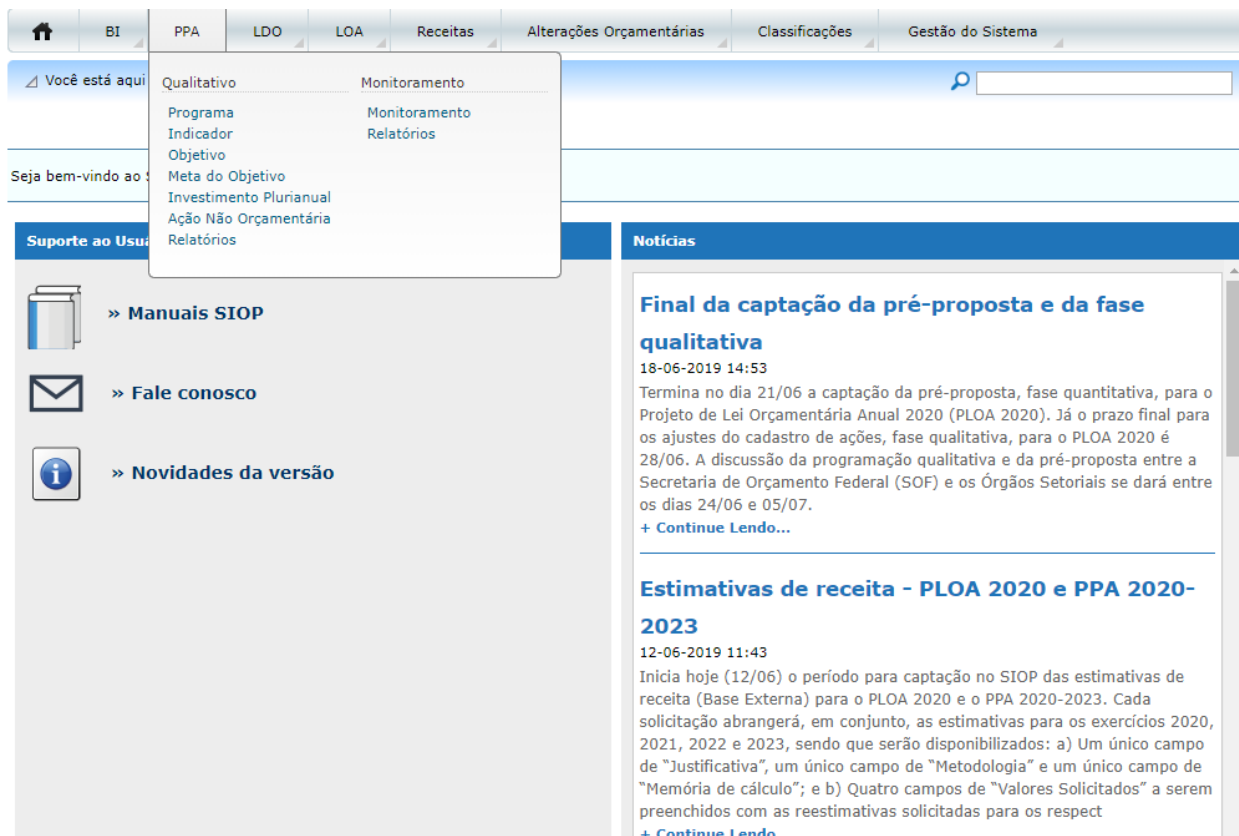 BI PPA LDO LOA Receitas Alterações Orçamentárias Classificações Gestão do Sistema
Você está aqui
Qualitativo
Programa
Indicador
Objetivo
Meta do Objetivo
Investimento Plurianual
Ação Não Orçamentária
Relatórios
Monitoramento
Monitoramento
Relatórios
Seja bem-vindo ao
Suporte ao
» Manuais SIOP
» Fale conosco
» Novidades da versão
Notícias
Final da captação da pré-proposta e da fase
qualitativa
18-06-2019 14:53
Termina no dia 21/06 a captação da pré-proposta, fase quantitativa, para o
Projeto de Lei Orçamentária Anual 2020 (PLOA 2020). Já o prazo final para
os ajustes do cadastro de ações, fase qualitativa, para o PLOA 2020 é
28/06. A discussão da programação qualitativa e da pré-proposta entre a
Secretaria de Orçamento Federal (SOF) e os Órgãos Setoriais se dará entre
os dias 24/06 e 05/07.
+ Continue Lendo...
Estimativas de receita - PLOA 2020 e PPA 2020-
2023
12-06-2019 11:43
Inicia hoje (12/06) o período para captação no SIOP das estimativas de
receita (Base Externa) para o PLOA 2020 e o PPA 2020-2023. Cada
solicitação abrangerá, em conjunto, as estimativas para os exercícios 2020,
2021, 2022 e 2023, sendo que serão disponibilizados: a) Um único campo
de “Justificativa”, um único campo de “Metodologia” e um único campo de
“Memória de cálculo”; e b) Quatro campos de “Valores Solicitados” a serem
preenchidos com as reestimativas solicitadas para os respect
+ Continue Lendo